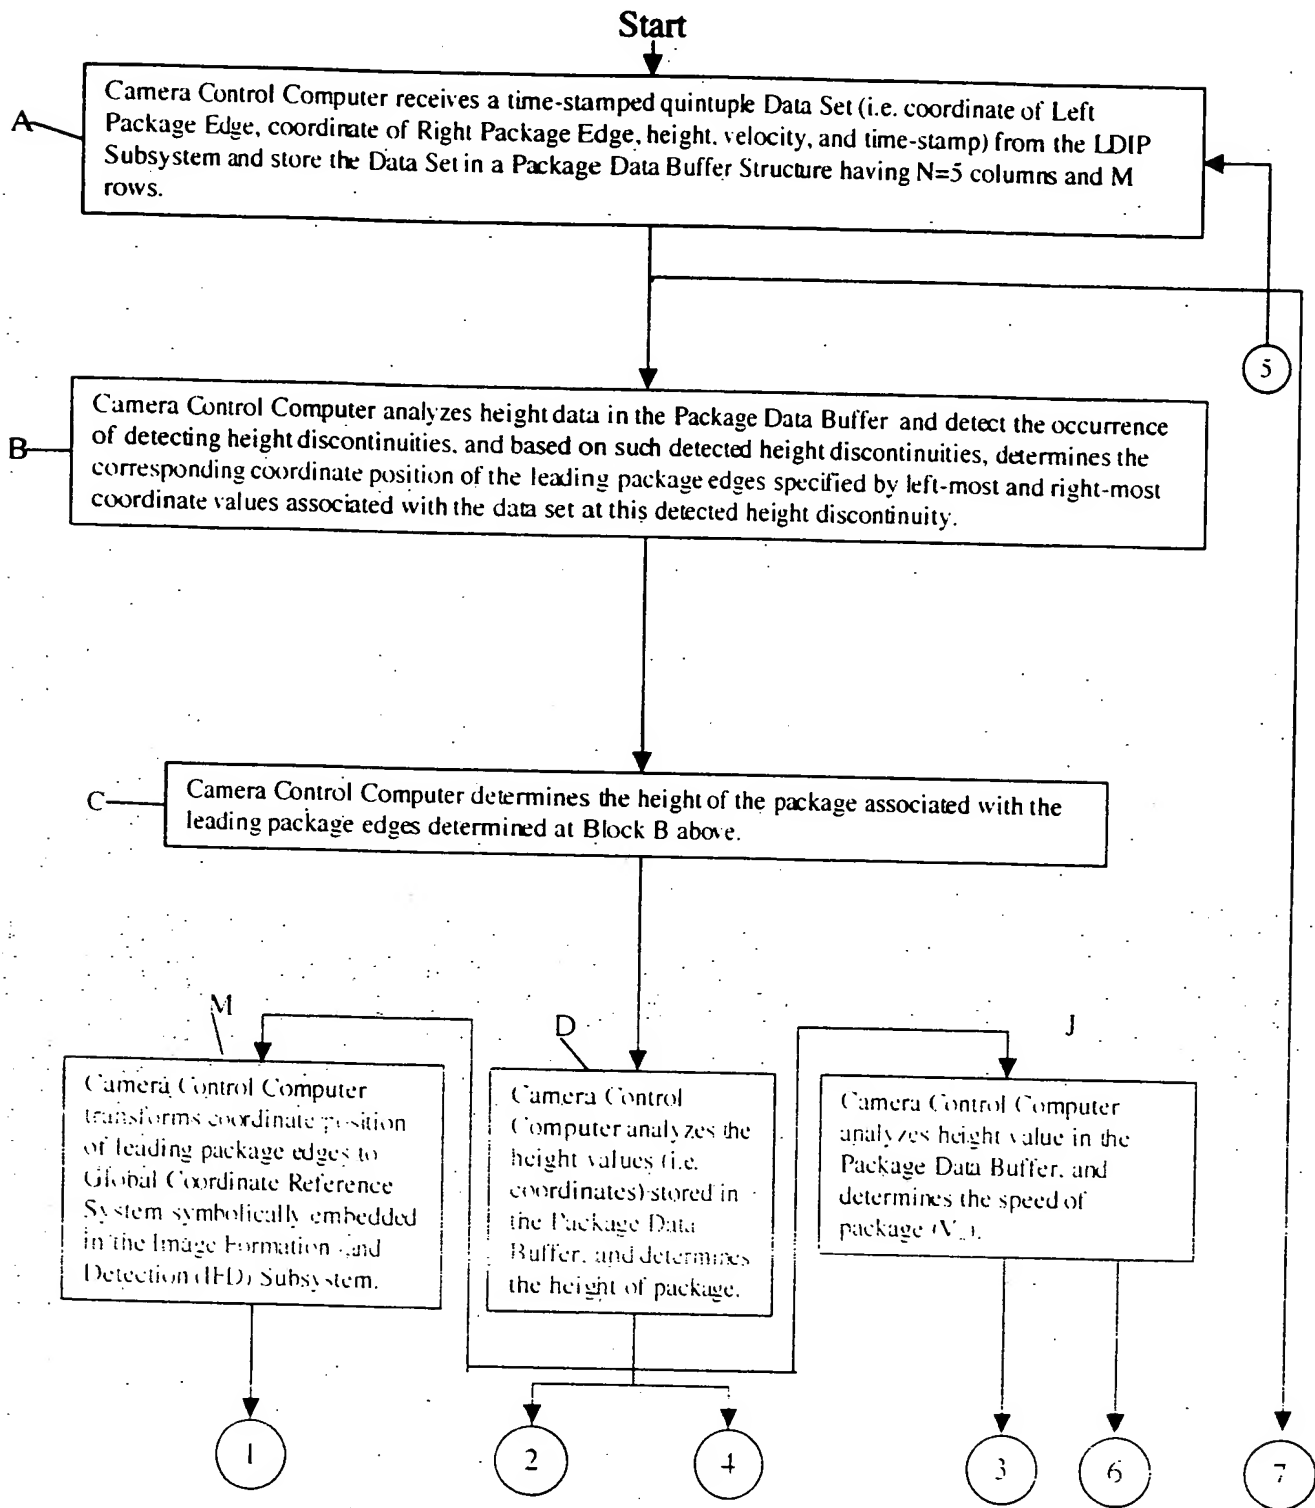 Start
A
Camera Control Computer receives a time-stamped quintuple Data Set (i.e. coordinate of Left
Package Edge, coordinate of Right Package Edge, height, velocity, and time-stamp) from the LDIP
Subsystem and store the Data Set in a Package Data Buffer Structure having N=5 columns and M
rows.
5
B
Camera Control Computer analyzes height data in the Package Data Buffer and detect the occurrence
of detecting height discontinuities, and based on such detected height discontinuities, determines the
corresponding coordinate position of the leading package edges specified by left-most and right-most
coordinate values associated with the data set at this detected height discontinuity.
C
Camera Control Computer determines the height of the package associated with the
leading package edges determined at Block B above.
M
Camera Control Computer
transforms coordinate position
of leading package edges to
Global Coordinate Reference
System symbolically embedded
in the Image Formation and
Detection (IFD) Subsystem.
D
Camera Control
Computer analyzes the
height values (i.e.
coordinates) stored in
the Package Data
Buffer, and determines
the height of package.
J
Camera Control Computer
analyzes height value in the
Package Data Buffer, and
determines the speed of
package
1
2
4
3
6
7